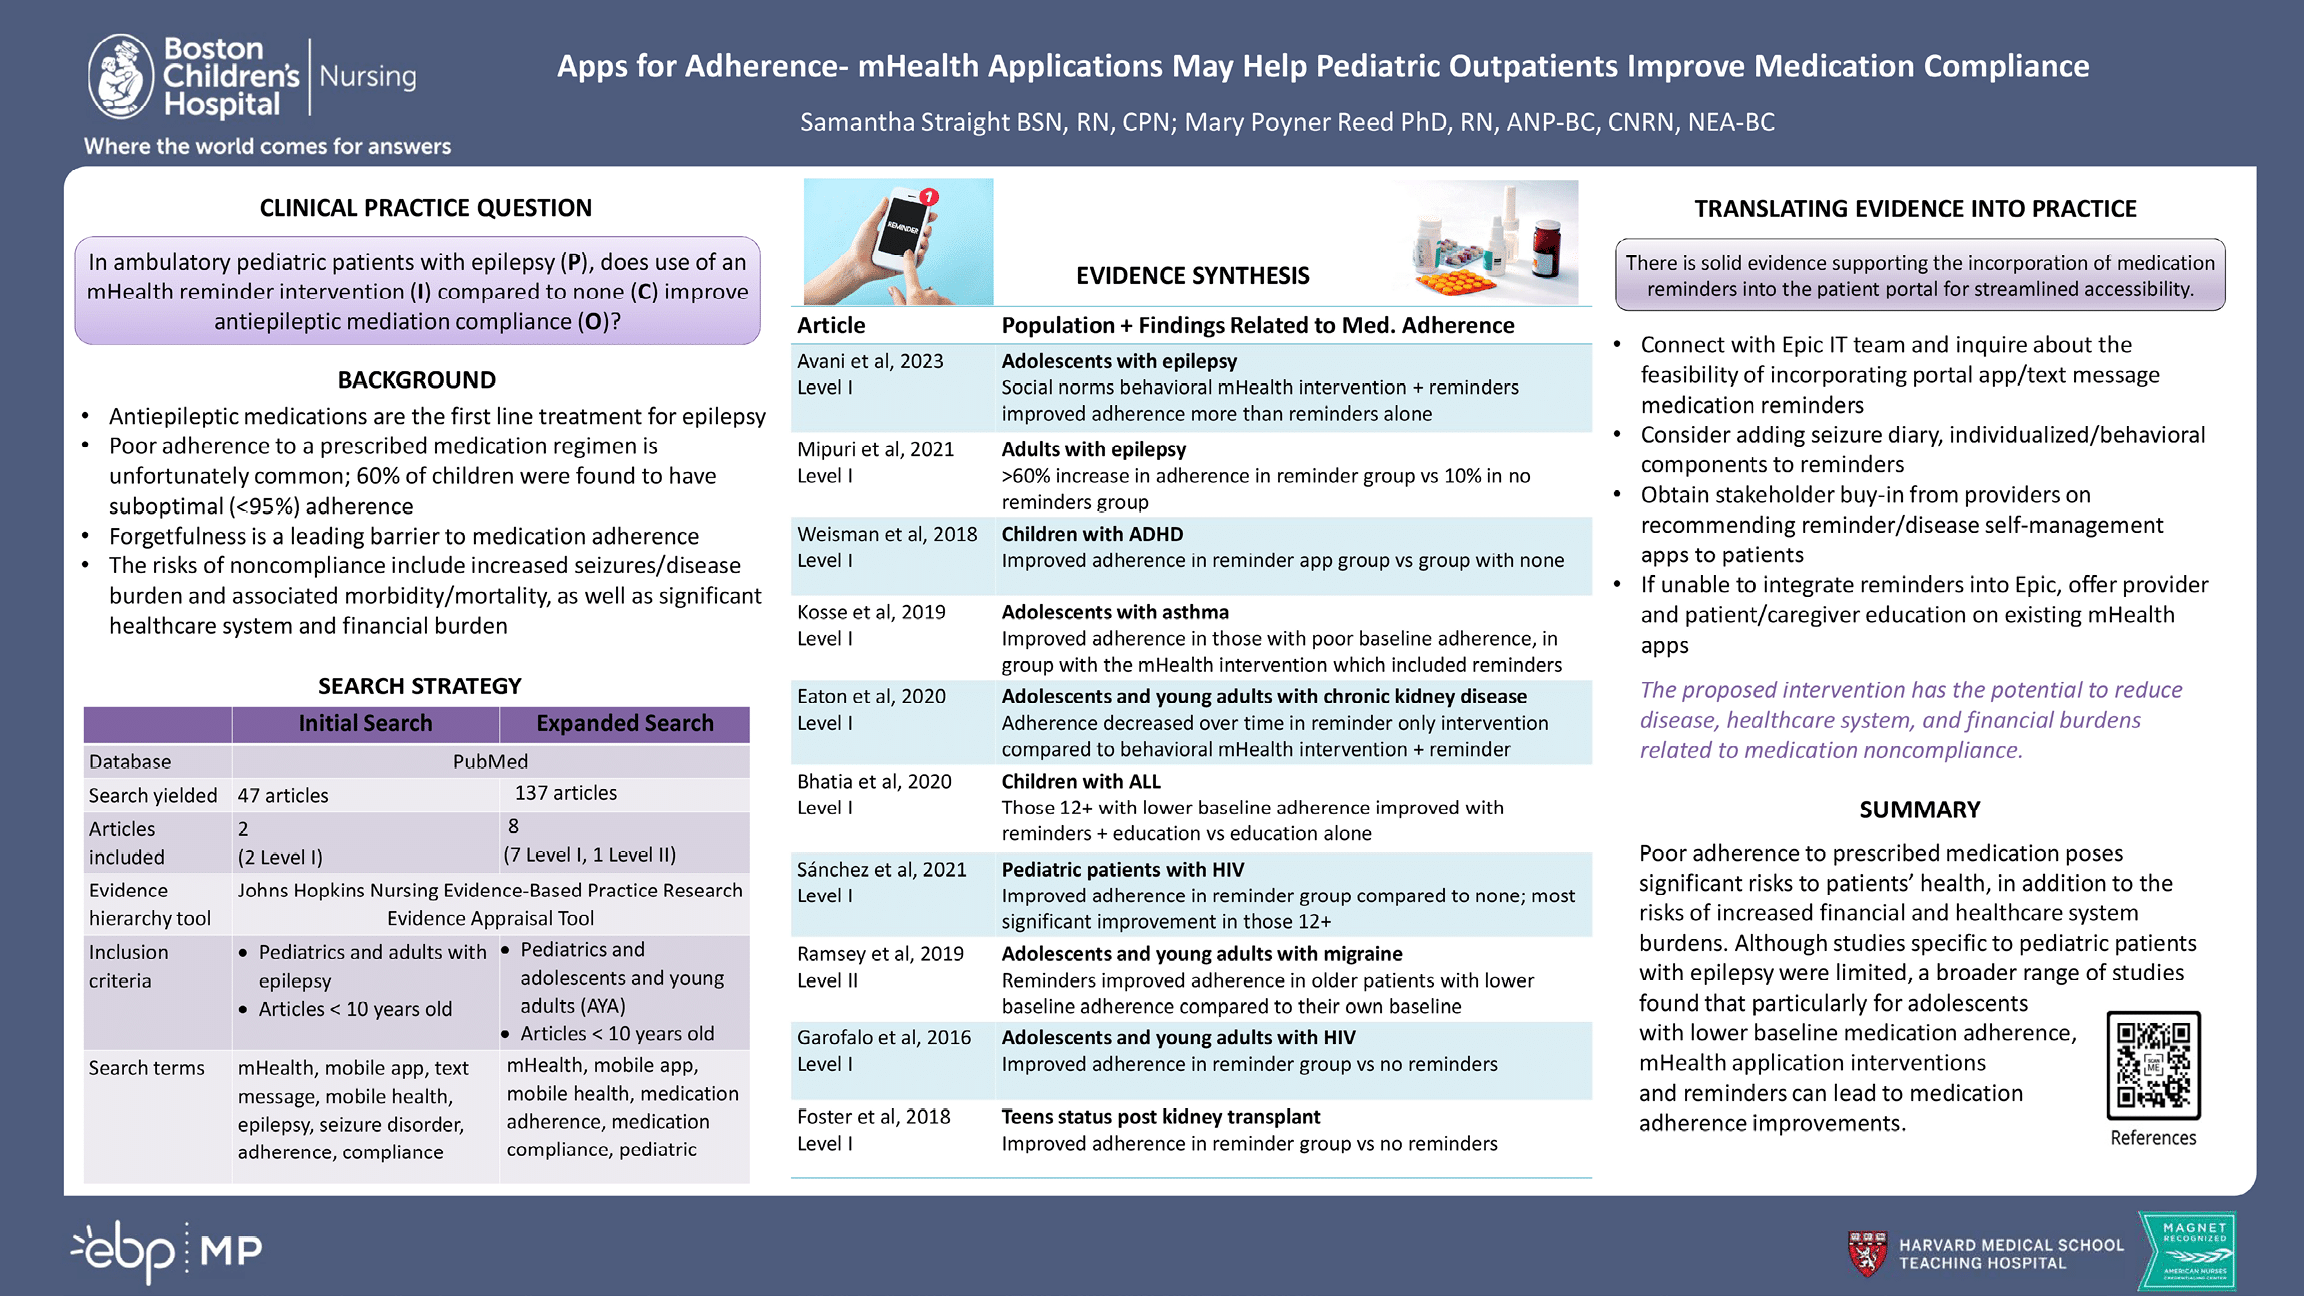 Boston
Children's
Hospital
Nursing
Where the world comes for answers
Apps for Adherence- mHealth Applications May Help Pediatric Outpatients Improve Medication Compliance
Samantha Straight BSN, RN, CPN; Mary Poyner Reed PhD, RN, ANP-BC, CNRN, NEA-BC
CLINICAL PRACTICE QUESTION
In ambulatory pediatric patients with epilepsy (P), does use of an
mHealth reminder intervention (I) compared to none (C) improve
antiepileptic mediation compliance (O)?
BACKGROUND
• Antiepileptic medications are the first line treatment for epilepsy
• Poor adherence to a prescribed medication regimen is
unfortunately common; 60% of children were found to have
suboptimal (<95%) adherence
• Forgetfulness is a leading barrier to medication adherence
• The risks of noncompliance include increased seizures/disease
burden and associated morbidity/mortality, as well as significant
healthcare system and financial burden
SEARCH STRATEGY
Initial Search Expanded Search
Database PubMed
Search yielded 47 articles 137 articles
Articles included 2 (2 Level I) 8 (7 Level I, 1 Level II)
Evidence hierarchy tool
Johns Hopkins Nursing Evidence-Based Practice Research
Evidence Appraisal Tool
Inclusion criteria
• Pediatrics and adults with
epilepsy
• Articles < 10 years old
• Pediatrics and
adolescents and young
adults (AYA)
• Articles < 10 years old
Search terms
mHealth, mobile app, text
message, mobile health,
epilepsy, seizure disorder,
adherence, compliance
mHealth, mobile app,
mobile health, medication
adherence, medication
compliance, pediatric
1
REMINDER
EVIDENCE SYNTHESIS
Article Population + Findings Related to Med. Adherence
Avani et al, 2023
Level I
Adolescents with epilepsy
Social norms behavioral mHealth intervention + reminders
improved adherence more than reminders alone
Mipuri et al, 2021
Level I
Adults with epilepsy
>60% increase in adherence in reminder group vs 10% in no
reminders group
Weisman et al, 2018
Level I
Children with ADHD
Improved adherence in reminder app group vs group with none
Kosse et al, 2019
Level I
Adolescents with asthma
Improved adherence in those with poor baseline adherence, in
group with the mHealth intervention which included reminders
Eaton et al, 2020
Level I
Adolescents and young adults with chronic kidney disease
Adherence decreased over time in reminder only intervention
compared to behavioral mHealth intervention + reminder
Bhatia et al, 2020
Level I
Children with ALL
Those 12+ with lower baseline adherence improved with
reminders + education vs education alone
Sánchez et al, 2021
Level I
Pediatric patients with HIV
Improved adherence in reminder group compared to none; most
significant improvement in those 12+
Ramsey et al, 2019
Level II
Adolescents and young adults with migraine
Reminders improved adherence in older patients with lower
baseline adherence compared to their own baseline
Garofalo et al, 2016
Level I
Adolescents and young adults with HIV
Improved adherence in reminder group vs no reminders
Foster et al, 2018
Level I
Teens status post kidney transplant
Improved adherence in reminder group vs no reminders
TRANSLATING EVIDENCE INTO PRACTICE
There is solid evidence supporting the incorporation of medication
reminders into the patient portal for streamlined accessibility.
• Connect with Epic IT team and inquire about the
feasibility of incorporating portal app/text message
medication reminders
• Consider adding seizure diary, individualized/behavioral
components to reminders
• Obtain stakeholder buy-in from providers on
recommending reminder/disease self-management
apps to patients
• If unable to integrate reminders into Epic, offer provider
and patient/caregiver education on existing mHealth
apps
The proposed intervention has the potential to reduce
disease, healthcare system, and financial burdens
related to medication noncompliance.
SUMMARY
Poor adherence to prescribed medication poses
significant risks to patients' health, in addition to the
risks of increased financial and healthcare system
burdens. Although studies specific to pediatric patients
with epilepsy were limited, a broader range of studies
found that particularly for adolescents
with lower baseline medication adherence,
mHealth application interventions
and reminders can lead to medication
adherence improvements.
SCAN
ME
References
ebp MP
HARVARD MEDICAL SCHOOL
TEACHING HOSPITAL
MAGNET
RECOGNIZED
AMERICAN NURSES
CREDENTIALING CENTER